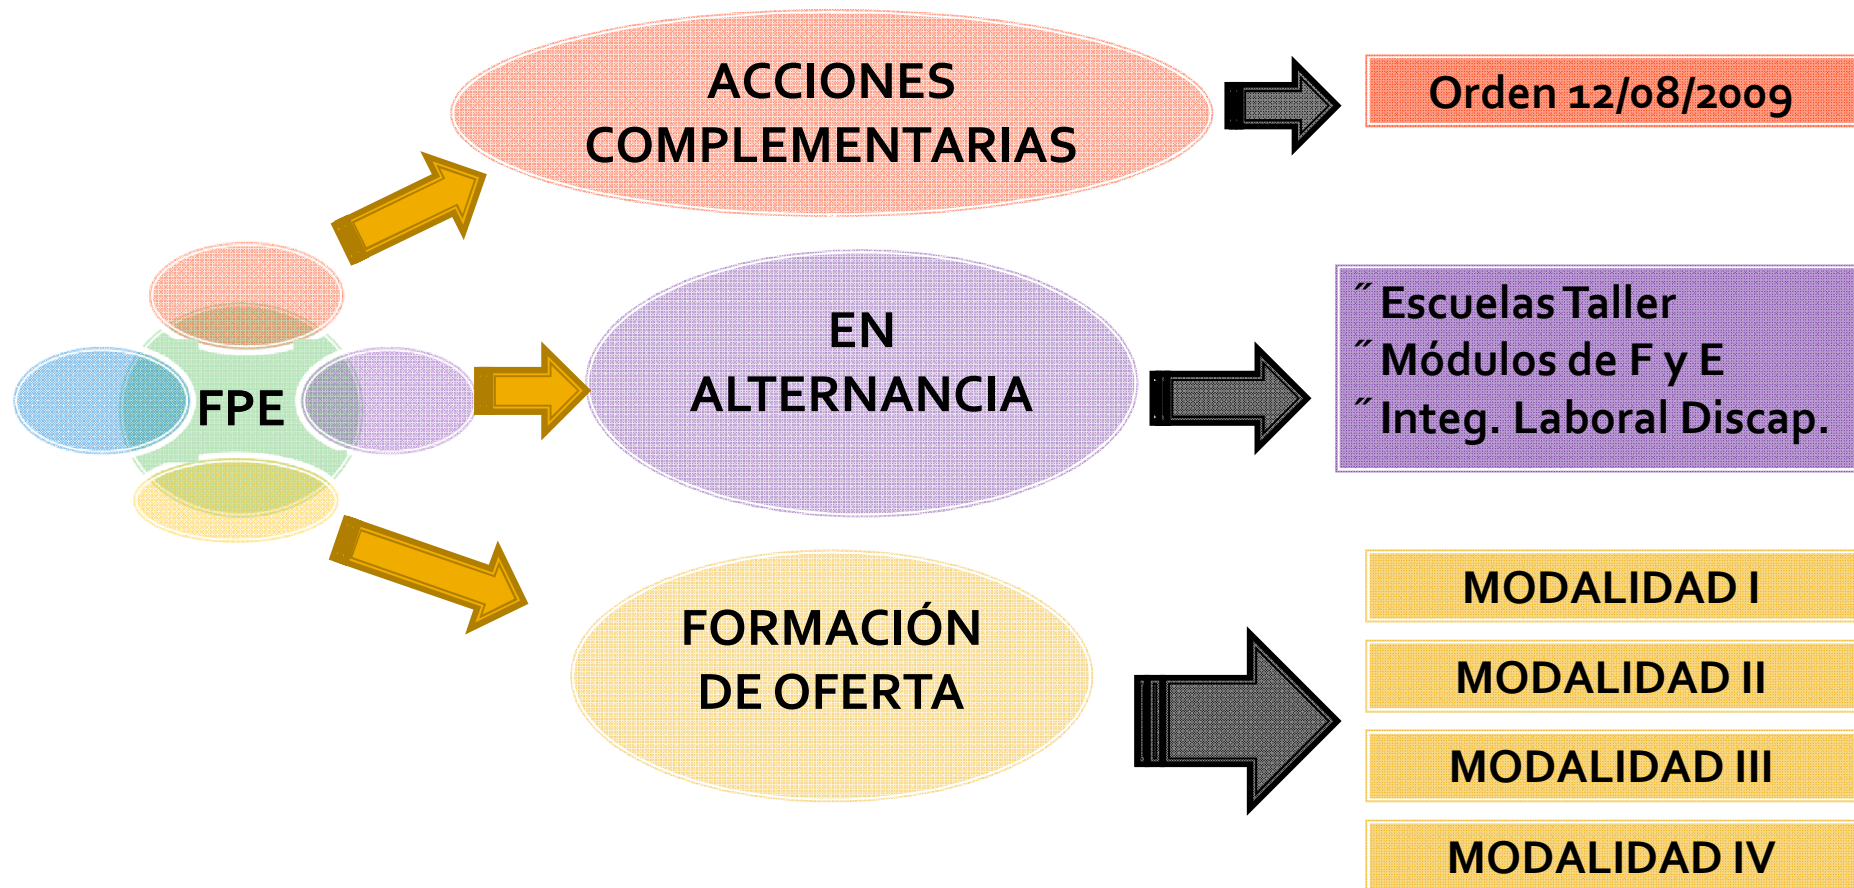 ACCIONES
COMPLEMENTARIAS
Orden 12/08/2009
FPE
EN
ALTERNANCIA
˝ Escuelas Taller
˝ Módulos de F y E
˝ Integ. Laboral Discap.
FORMACIÓN
DE OFERTA
MODALIDAD I
MODALIDAD II
MODALIDAD III
MODALIDAD IV